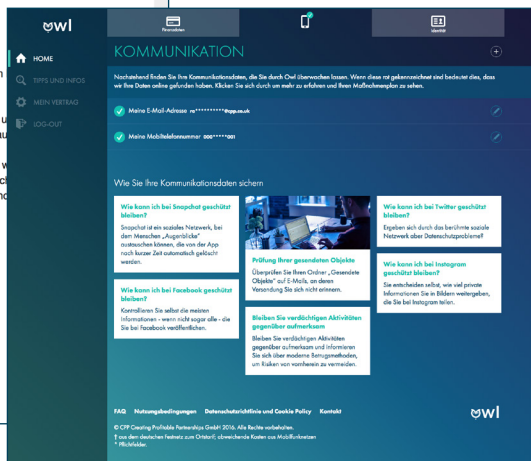 owl
Finanzdaten
Identität
HOME
TIPPS UND INFOS
MEIN VERTRAG
LOG-OUT
KOMMUNIKATION
Nachstehend finden Sie Ihre Kommunikationsdaten, die Sie durch Owl überwachen lassen. Wenn diese rot gekennzeichnet sind bedeutet dies, dass
wir Ihre Daten online gefunden haben. Klicken Sie sich durch um mehr zu erfahren und Ihren Maßnahmenplan zu sehen.
Meine E-Mail-Adresse re**********@cpp.co.uk
Meine Mobiltelefonnummer 000*****001
Wie Sie Ihre Kommunikationsdaten sichern
Wie kann ich bei Snapchat geschützt
bleiben?
Snapchat ist ein soziales Netzwerk, bei
dem Menschen „Augenblicke"
austauschen können, die von der App
nach kurzer Zeit automatisch gelöscht
werden.
Wie kann ich bei Facebook geschützt
bleiben?
Kontrollieren Sie selbst die meisten
Informationen - wenn nicht sogar alle - die
Sie bei Facebook veröffentlichen.
Prüfung Ihrer gesendeten Objekte
Überprüfen Sie Ihren Ordner „Gesendete
Objekte" auf E-Mails, an deren
Versendung Sie sich nicht erinnern.
Bleiben Sie verdächtigen Aktivitäten
gegenüber aufmerksam
Bleiben Sie verdächtigen Aktivitäten
gegenüber aufmerksam und informieren
Sie sich über moderne Betrugsmethoden,
um Risiken von vornherein zu vermeiden.
Wie kann ich bei Twitter geschützt
bleiben?
Ergeben sich durch das berühmte soziale
Netzwerk aber Datenschutzprobleme?
Wie kann ich bei Instagram
geschützt bleiben?
Sie entscheiden selbst, wie viel private
Informationen Sie in Bildern weitergeben,
die Sie bei Instagram teilen.
FAQ Nutzungsbedingungen Datenschutzrichtlinie und Cookie Policy Kontakt
owl
© CPP Creating Profitable Partnerships GmbH 2016. Alle Rechte vorbehalten.
† aus dem deutschen Festnetz zum Ortstarif; abweichende Kosten aus Mobilfunknetzen
* Pflichtfelder.